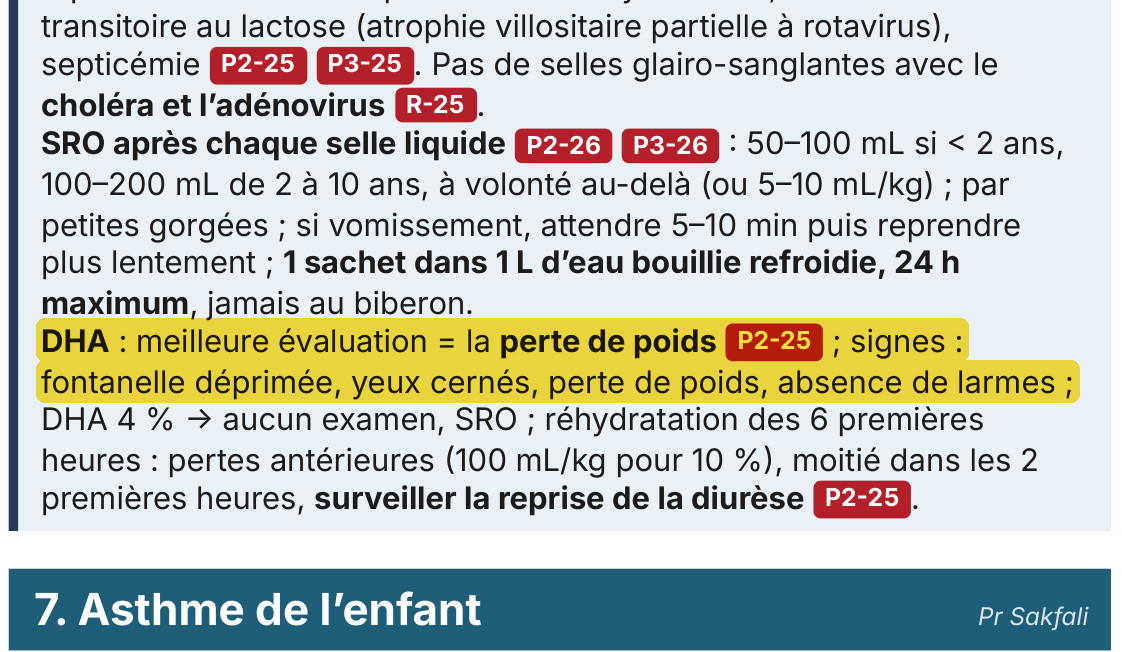 transitoire au lactose (atrophie villositaire partielle à rotavirus),
septicémie P2-25 P3-25. Pas de selles glairo-sanglantes avec le
choléra et l’adénovirus R-25.
SRO après chaque selle liquide P2-26 P3-26 : 50–100 mL si < 2 ans,
100–200 mL de 2 à 10 ans, à volonté au-delà (ou 5–10 mL/kg) ; par
petites gorgées ; si vomissement, attendre 5–10 min puis reprendre
plus lentement ; 1 sachet dans 1 L d’eau bouillie refroidie, 24 h
maximum, jamais au biberon.
DHA : meilleure évaluation = la perte de poids P2-25 ; signes :
fontanelle déprimée, yeux cernés, perte de poids, absence de larmes ;
DHA 4 % → aucun examen, SRO ; réhydratation des 6 premières
heures : pertes antérieures (100 mL/kg pour 10 %), moitié dans les 2
premières heures, surveiller la reprise de la diurèse P2-25.
7. Asthme de l’enfant
Pr Sakfali